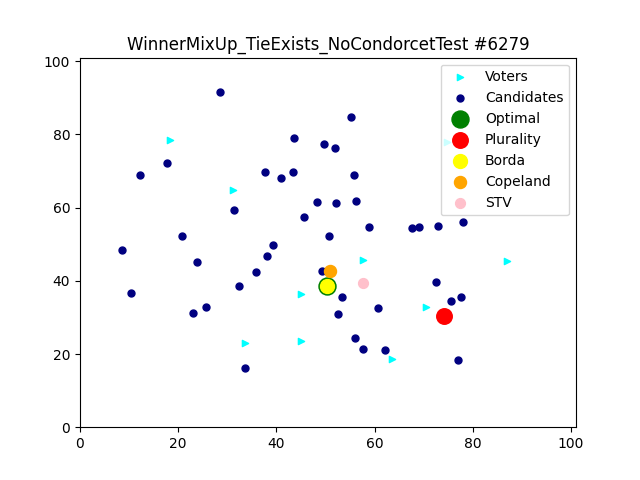 WinnerMixUp_TieExists_NoCondorcetTest #6279
100
80
60
40
20
0
0 20 40 60 80 100
Voters
Candidates
Optimal
Plurality
Borda
Copeland
STV